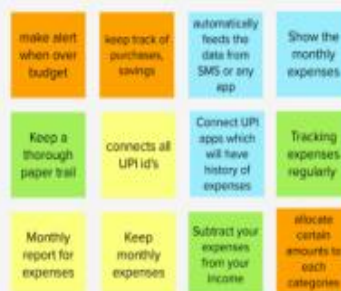 make alert
when over
budget
keep track of
purchases,
savings
automatically
feeds the
data from
SMS or any
app
Show the
monthly
expenses
Keep a
thorough
paper trail
connects all
UPI id's
Connect UPI
apps which
will have
history of
expenses
Tracking
expenses
regularly
Monthly
report for
expenses
Keep
monthly
expenses
Subtract your
expenses
from your
income
allocate
certain
amounts to
each
categories